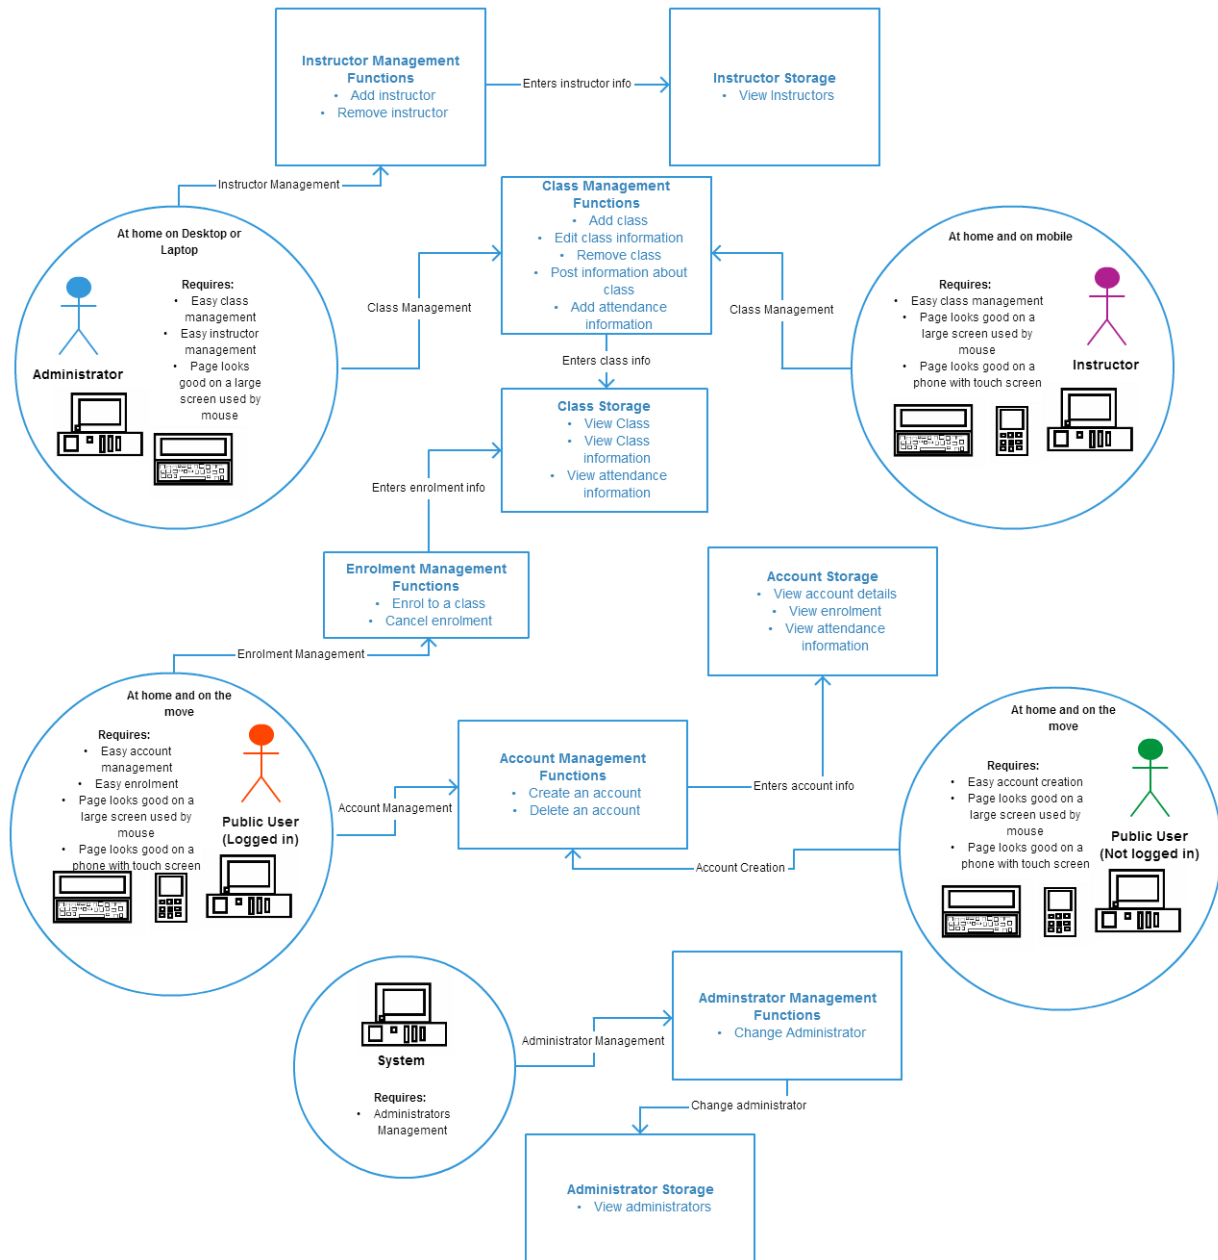 Instructor Management
Functions
• Add instructor
• Remove instructor
Enters instructor info
Instructor Storage
• View Instructors
Instructor Management
Class Management
Functions
• Add class
• Edit class information
• Remove class
• Post information about
class
• Add attendance
information
At home on Desktop or
Laptop
Requires:
• Easy class
management
• Easy instructor
management
• Page looks
good on a large
screen used by
mouse
Administrator
Class Management
Class Management
At home and on mobile
Requires:
• Easy class management
• Page looks good on a
large screen used by
mouse
• Page looks good on a
phone with touch screen
Instructor
Enters class info
Class Storage
• View Class
• View Class
information
• View attendance
information
Enters enrolment info
Enrolment Management
Functions
• Enrol to a class
• Cancel enrolment
Account Storage
• View account details
• View enrolment
• View attendance
information
Enrolment Management
At home and on the
move
Requires:
• Easy account
management
• Easy enrolment
• Page looks good on a
large screen used by
mouse
• Page looks good on a
phone with touch screen
Public User
(Logged in)
Account Management
Account Management
Functions
• Create an account
• Delete an account
Enters account info
Account Creation
At home and on the
move
Requires:
• Easy account creation
• Page looks good on a
large screen used by
mouse
• Page looks good on a
phone with touch screen
Public User
(Not logged in)
System
Requires:
• Administrators
Management
Administrator Management
Adminstrator Management
Functions
• Change Administrator
Change administrator
Administrator Storage
• View administrators